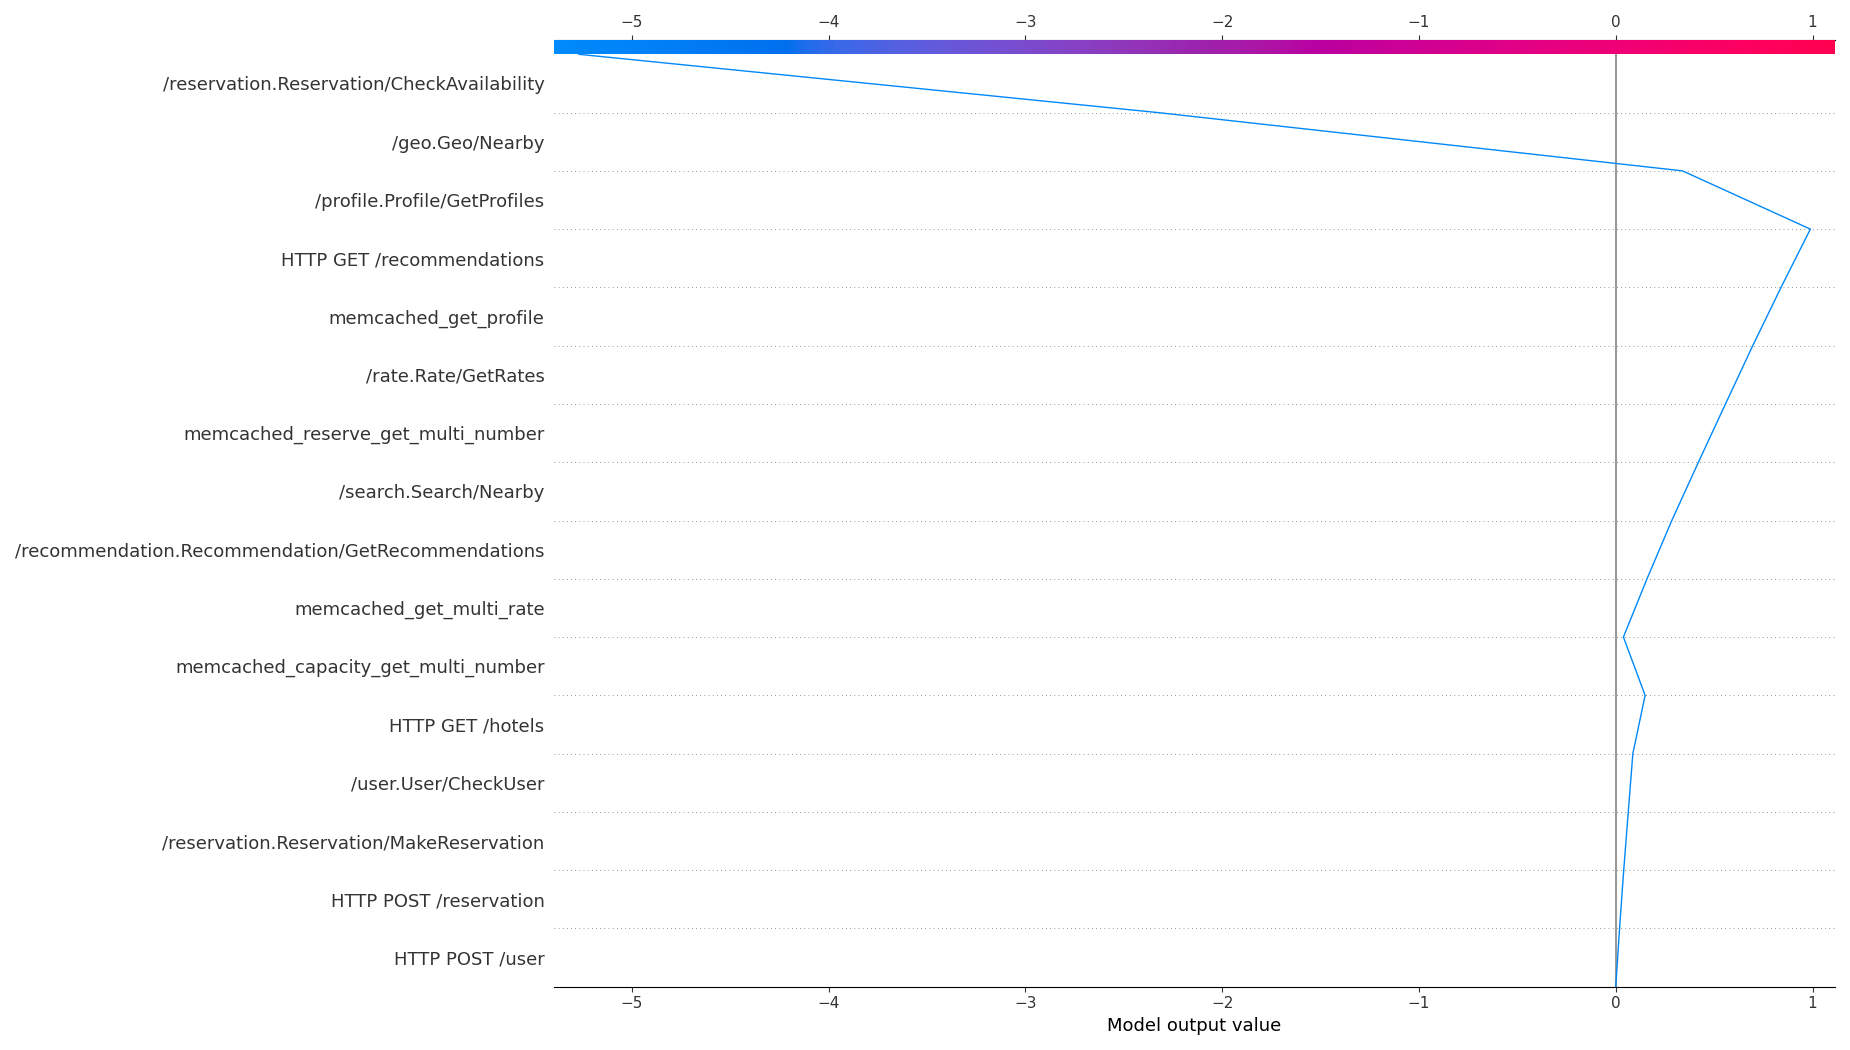 −5 −4 −3 −2 −1 0 1
/reservation.Reservation/CheckAvailability
/geo.Geo/Nearby
/profile.Profile/GetProfiles
HTTP GET /recommendations
memcached_get_profile
/rate.Rate/GetRates
memcached_reserve_get_multi_number
/search.Search/Nearby
/recommendation.Recommendation/GetRecommendations
memcached_get_multi_rate
memcached_capacity_get_multi_number
HTTP GET /hotels
/user.User/CheckUser
/reservation.Reservation/MakeReservation
HTTP POST /reservation
HTTP POST /user
−5 −4 −3 −2 −1 0 1
Model output value